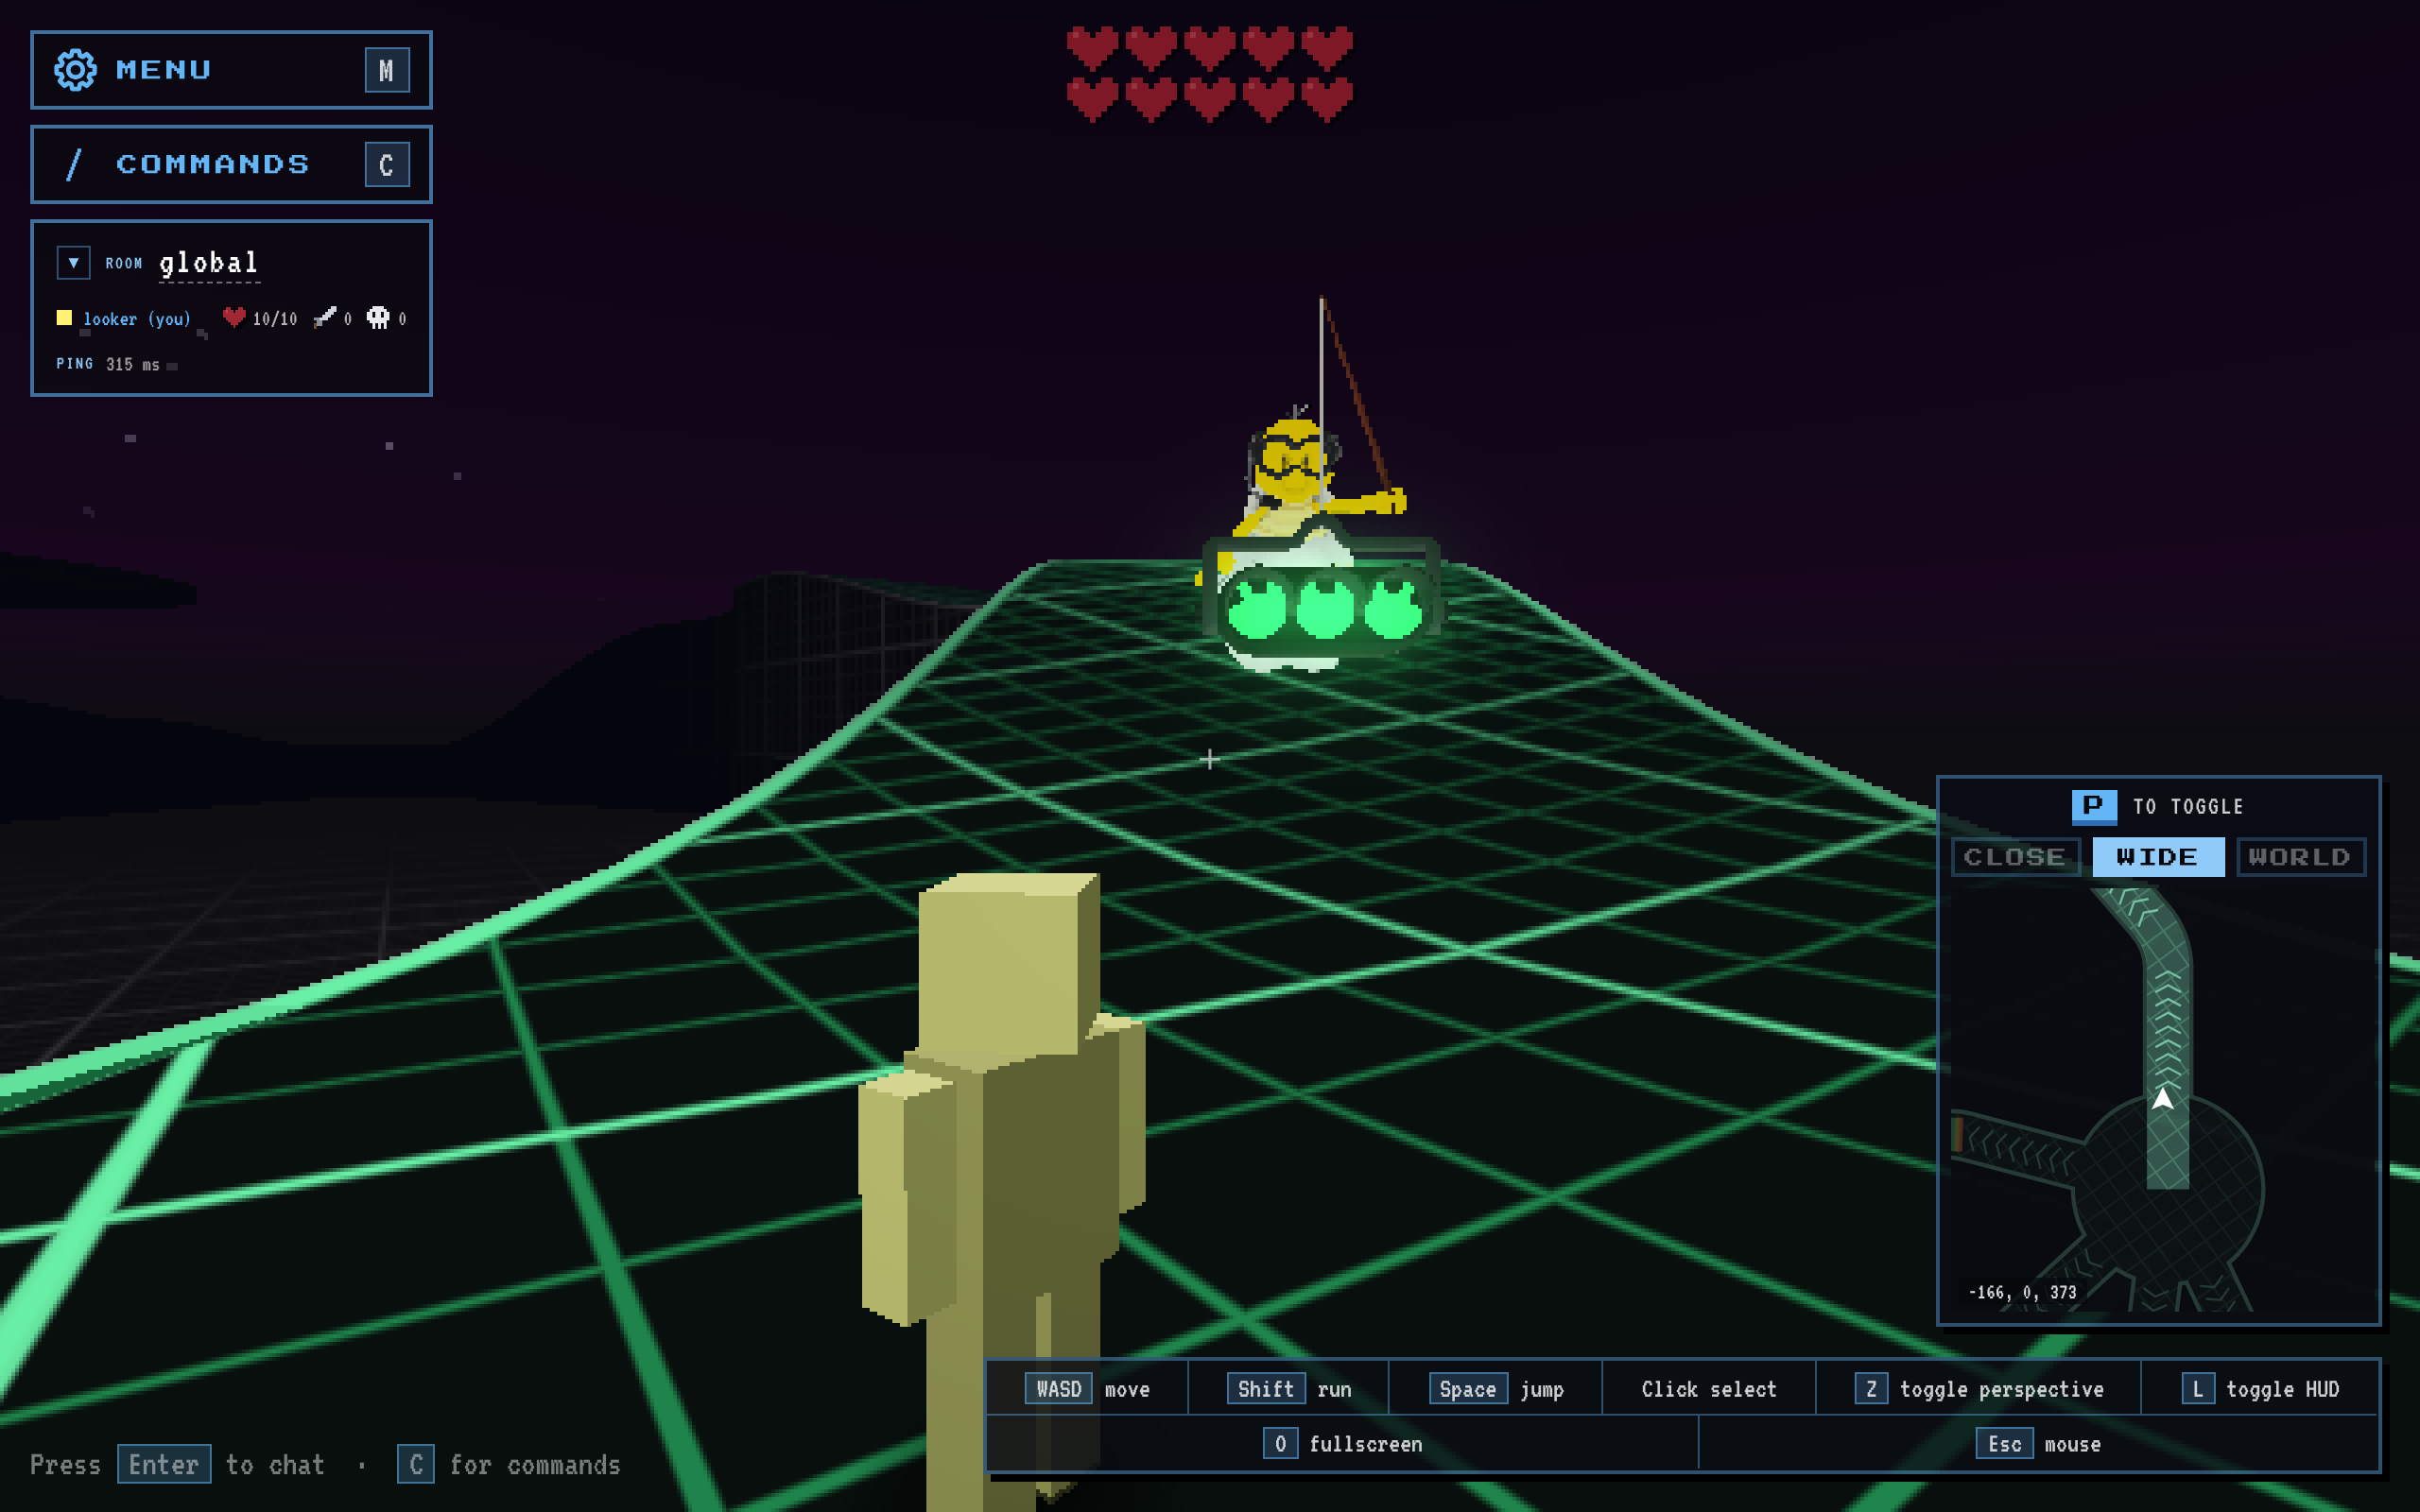 MENU M
/ COMMANDS C
▼ ROOM global
looker (you) 10/10 0 0
PING 315 ms
P TO TOGGLE
CLOSE WIDE WORLD
-166, 0, 373
WASD move Shift run Space jump Click select Z toggle perspective L toggle HUD
O fullscreen Esc mouse
Press Enter to chat · C for commands